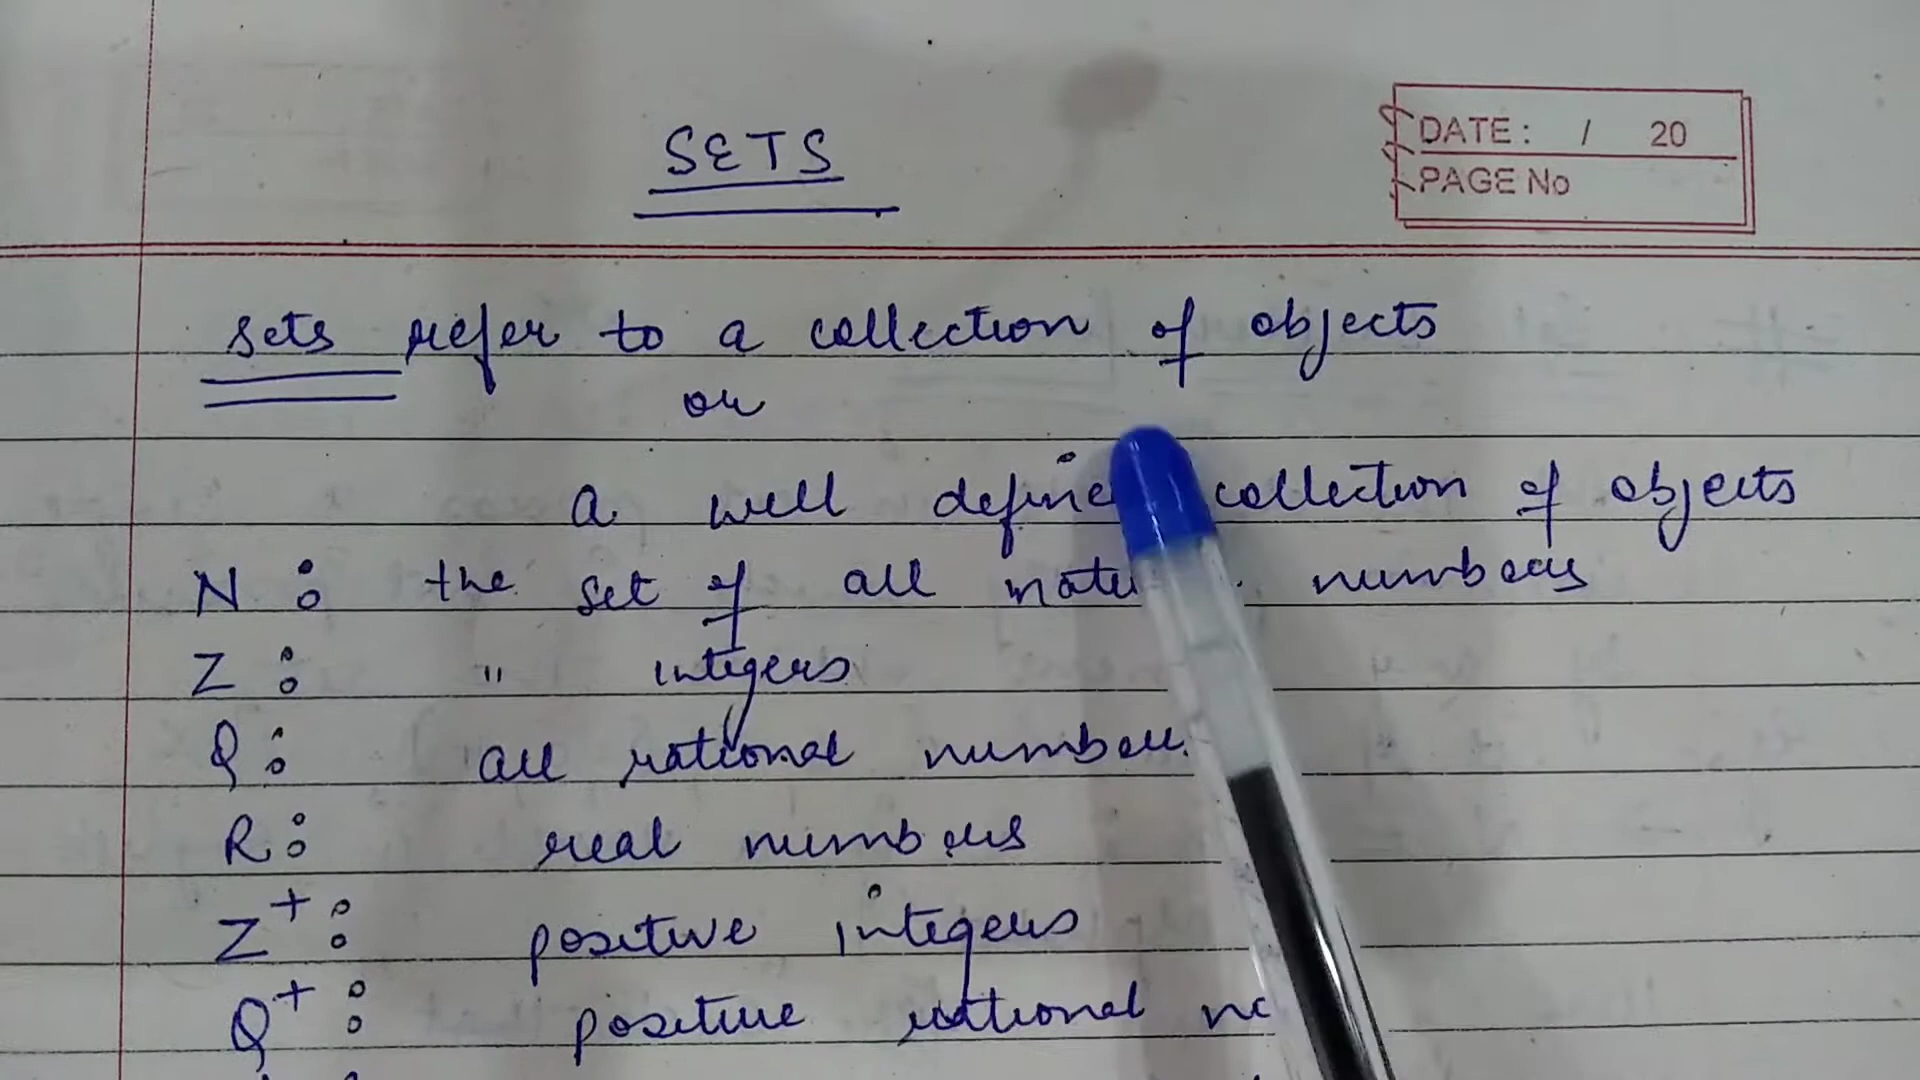 SETS
DATE: / 20
PAGE No
sets refer to a collection of objects
or
a well define collection of objects
N : the set of all natu numbers
Z : " integers
Q : all rational number.
R : real numbers
Z+ : positive integers
Q+ : positive rational